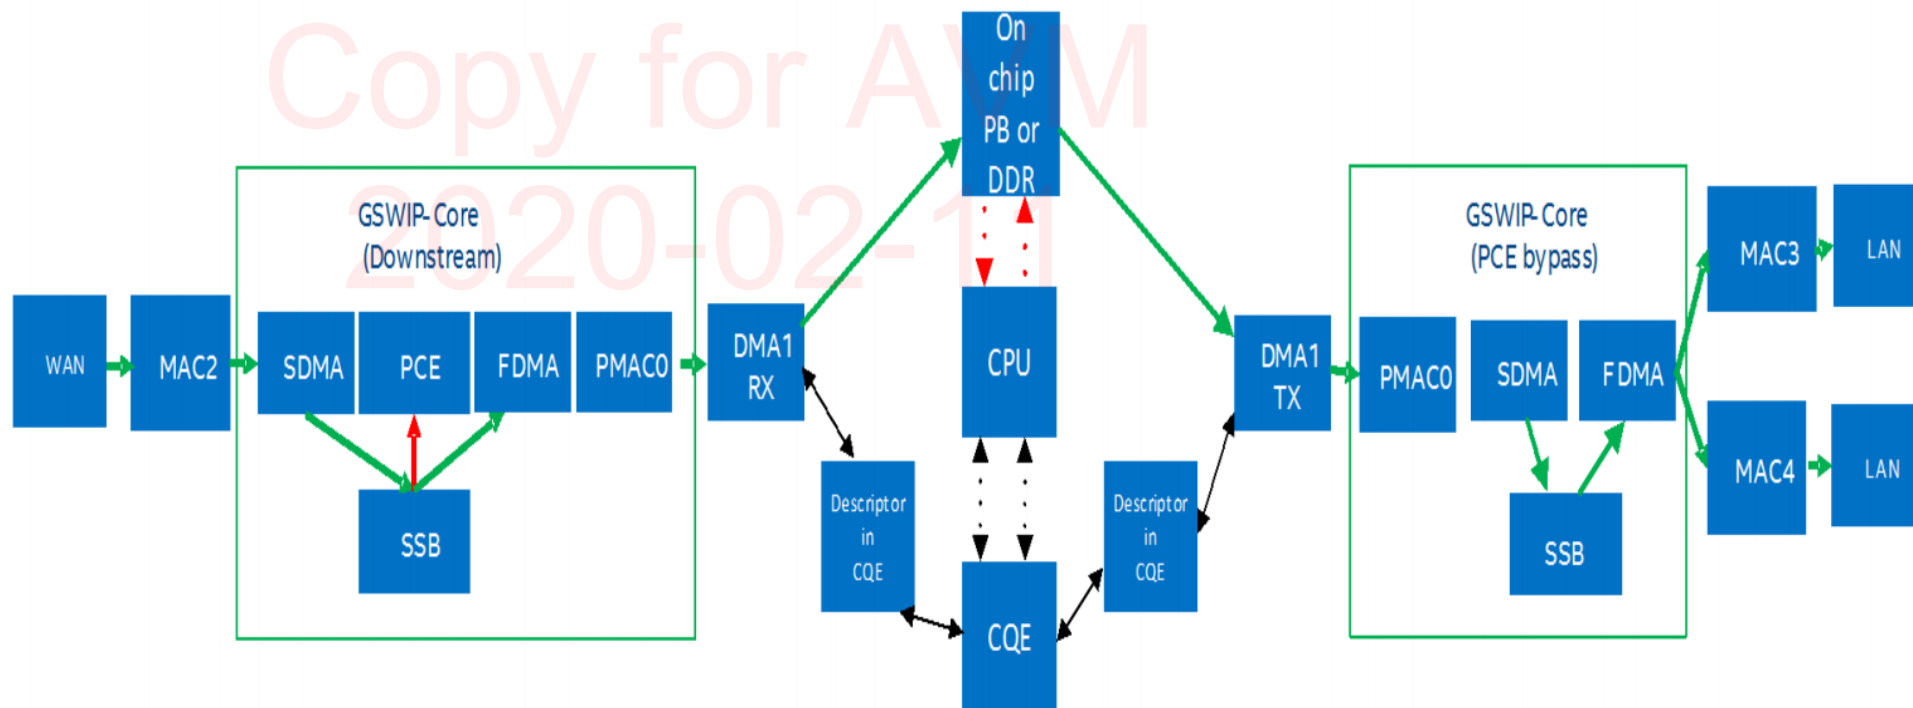 Copy for AVM
2020-02-11
On
chip
PB or
DDR
GSWIP-Core
(Downstream)
WAN
MAC2
SDMA
PCE
FDMA
PMAC0
SSB
DMA1
RX
Descriptor
in
CQE
CPU
CQE
Descriptor
in
CQE
DMA1
TX
GSWIP-Core
(PCE bypass)
PMAC0
SDMA
FDMA
SSB
MAC3
LAN
MAC4
LAN